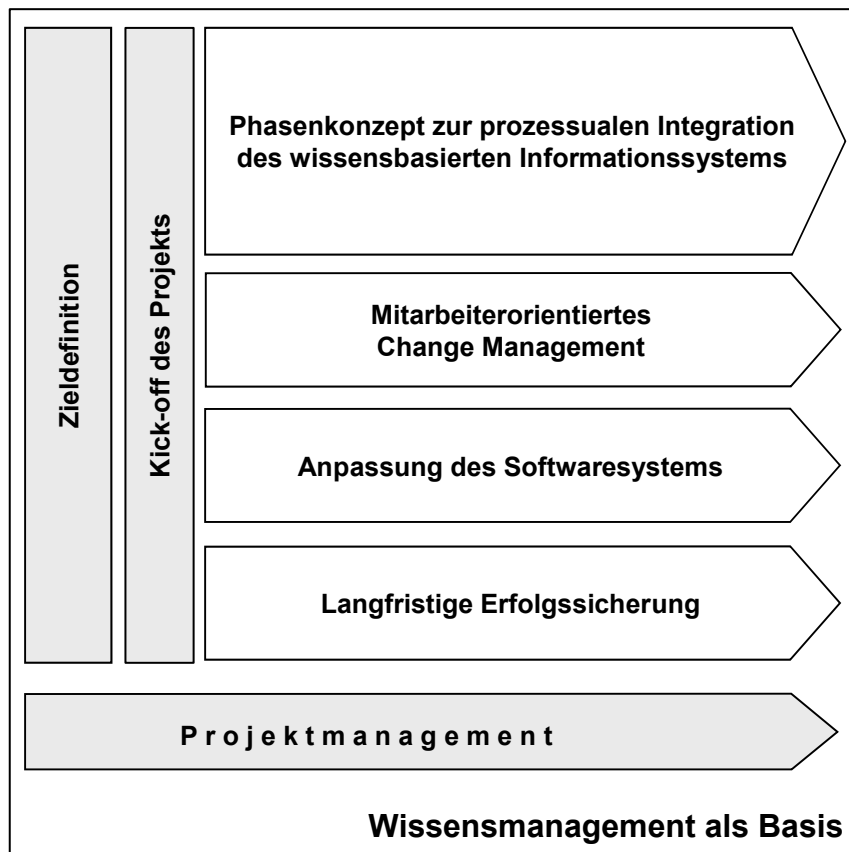 Zieldefinition
Kick-off des Projekts
Phasenkonzept zur prozessualen Integration
des wissensbasierten Informationssystems
Mitarbeiterorientiertes
Change Management
Anpassung des Softwaresystems
Langfristige Erfolgssicherung
Projektmanagement
Wissensmanagement als Basis